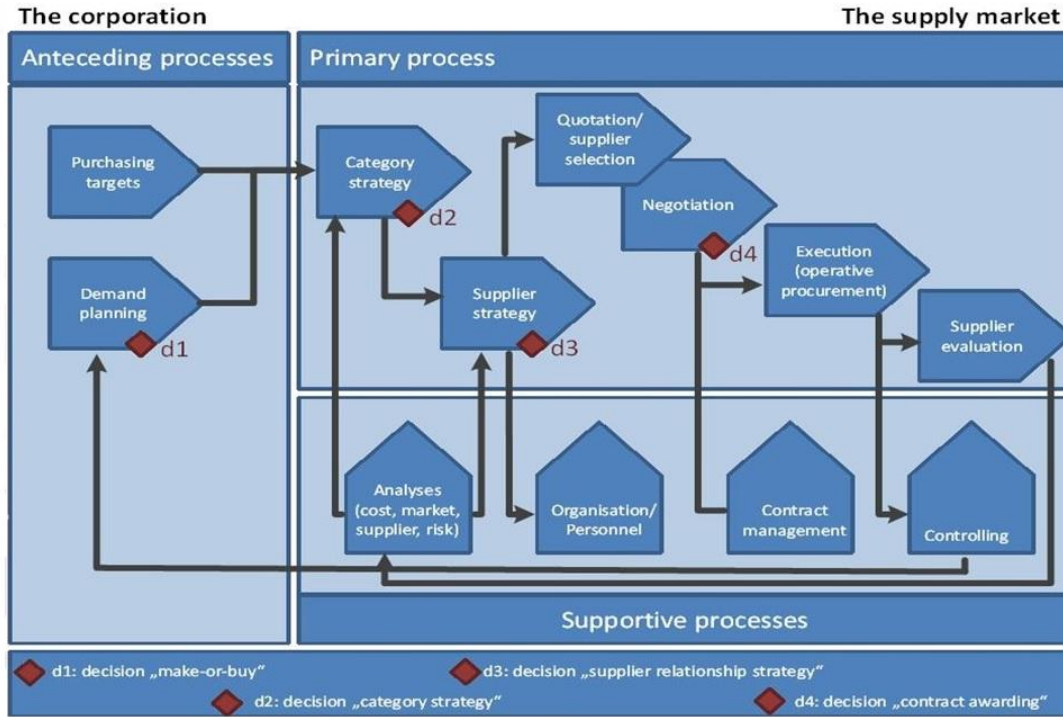 The corporation
The supply market
Anteceding processes
Primary process
Purchasing
targets
Category
strategy
d2
Quotation/
supplier
selection
Negotiation
d4
Demand
planning
d1
Supplier
strategy
d3
Execution
(operative
procurement)
Supplier
evaluation
Analyses
(cost, market,
supplier, risk)
Organisation/
Personnel
Contract
management
Controlling
Supportive processes
d1: decision „make-or-buy“
d3: decision „supplier relationship strategy“
d2: decision „category strategy“
d4: decision „contract awarding“